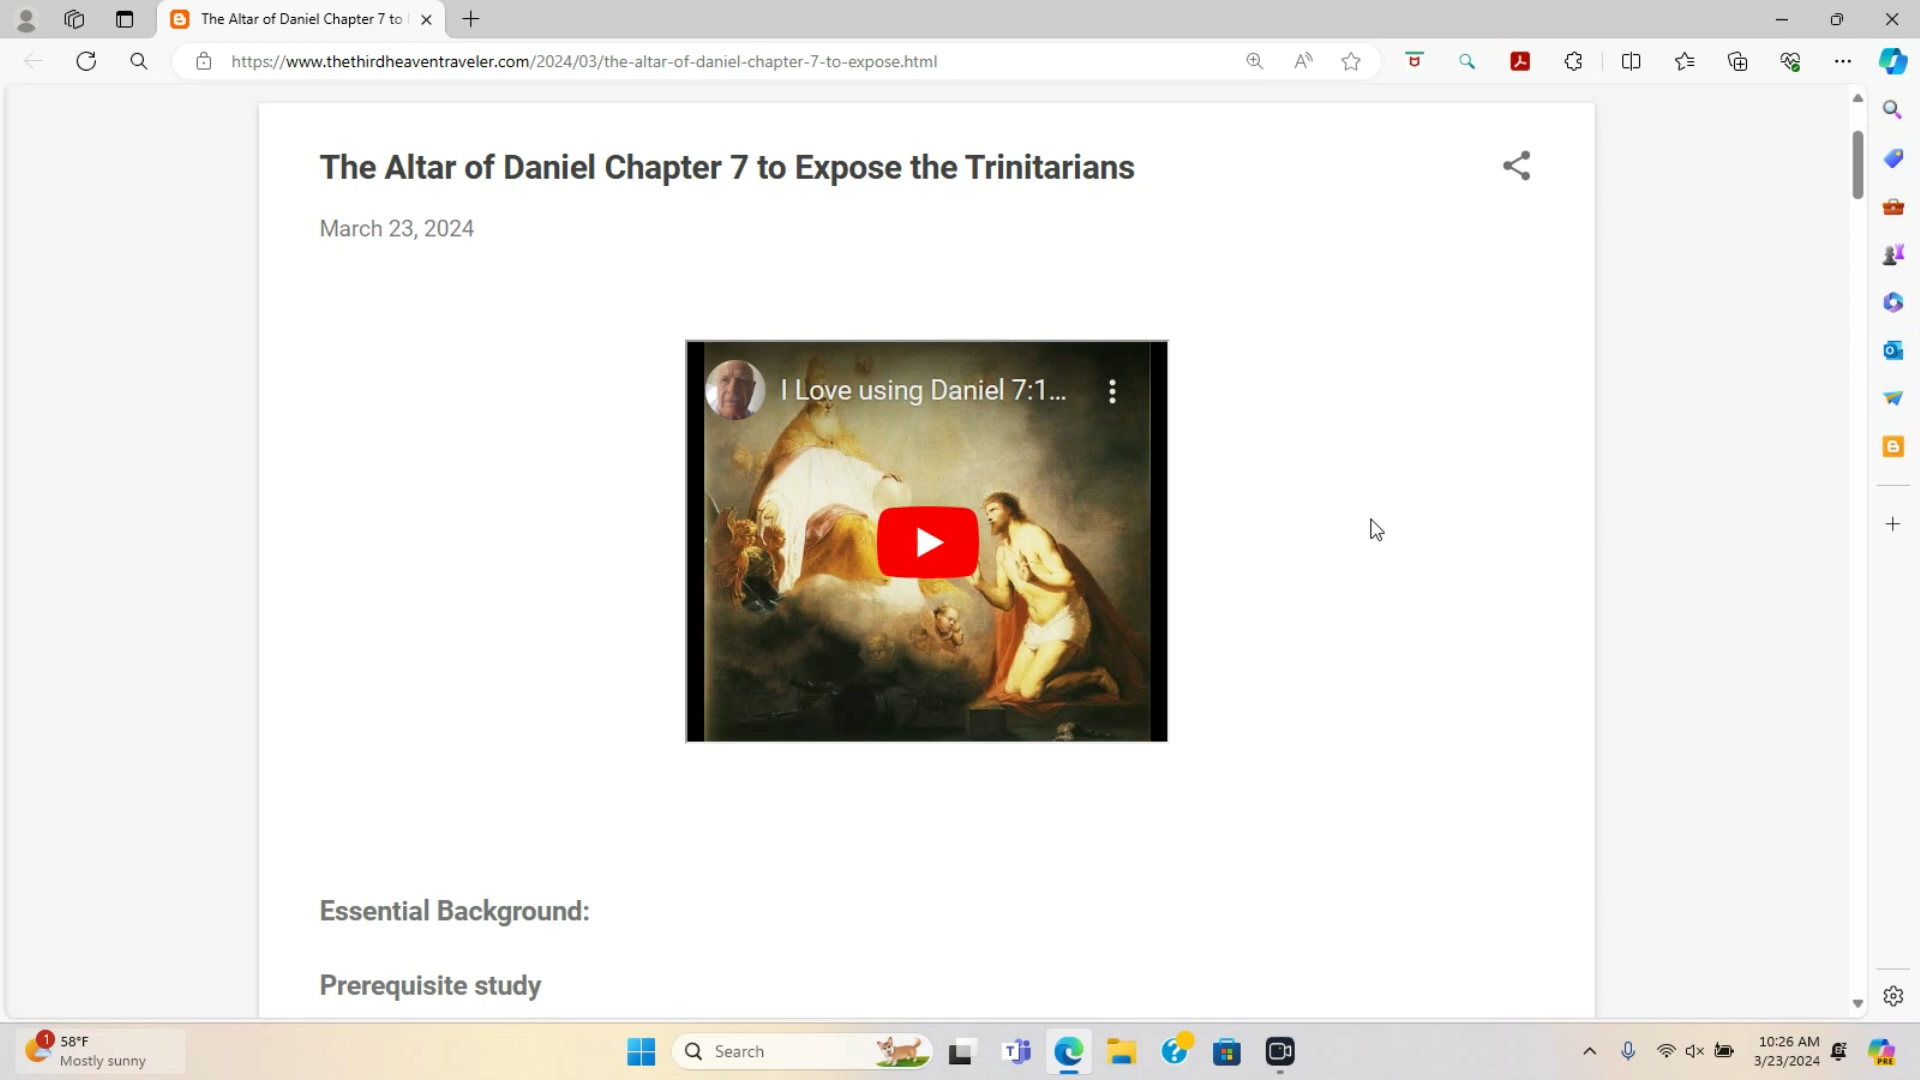 The Altar of Daniel Chapter 7 to
https://www.thethirdheaventraveler.com/2024/03/the-altar-of-daniel-chapter-7-to-expose.html
The Altar of Daniel Chapter 7 to Expose the Trinitarians
March 23, 2024
I Love using Daniel 7:1...
Essential Background:
Prerequisite study
1
58°F
Mostly sunny
Search
10:26 AM
3/23/2024
PRE